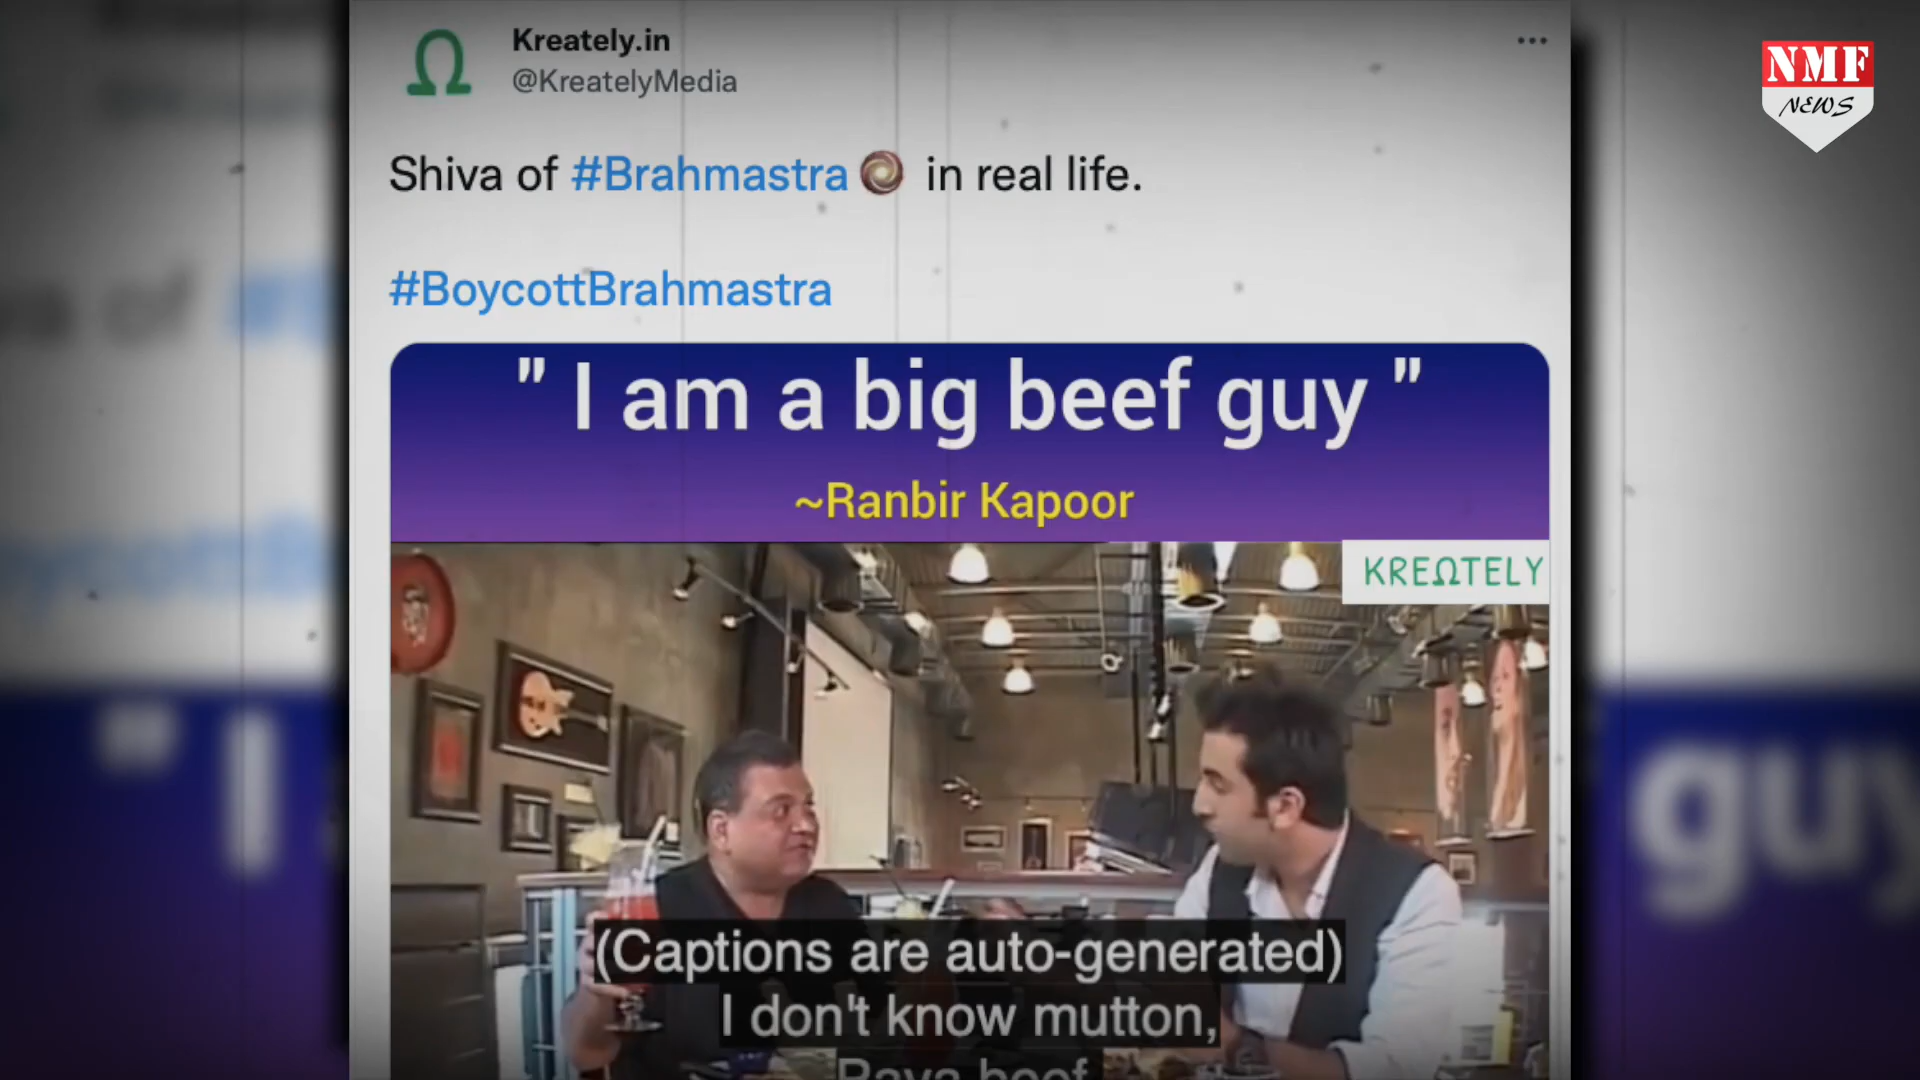 Kreately.in
@KreatelyMedia
NMF
NEWS
Shiva of #Brahmastra in real life.
#BoycottBrahmastra
" I am a big beef guy "
~Ranbir Kapoor
KREΩTELY
(Captions are auto-generated)
I don't know mutton,